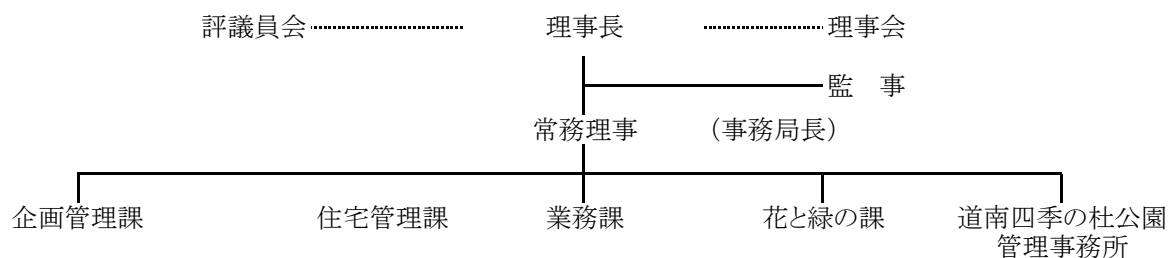 評議員会 理事長 理事会
監　事
常務理事 （事務局長）
企画管理課 住宅管理課 業務課 花と緑の課 道南四季の杜公園
管理事務所